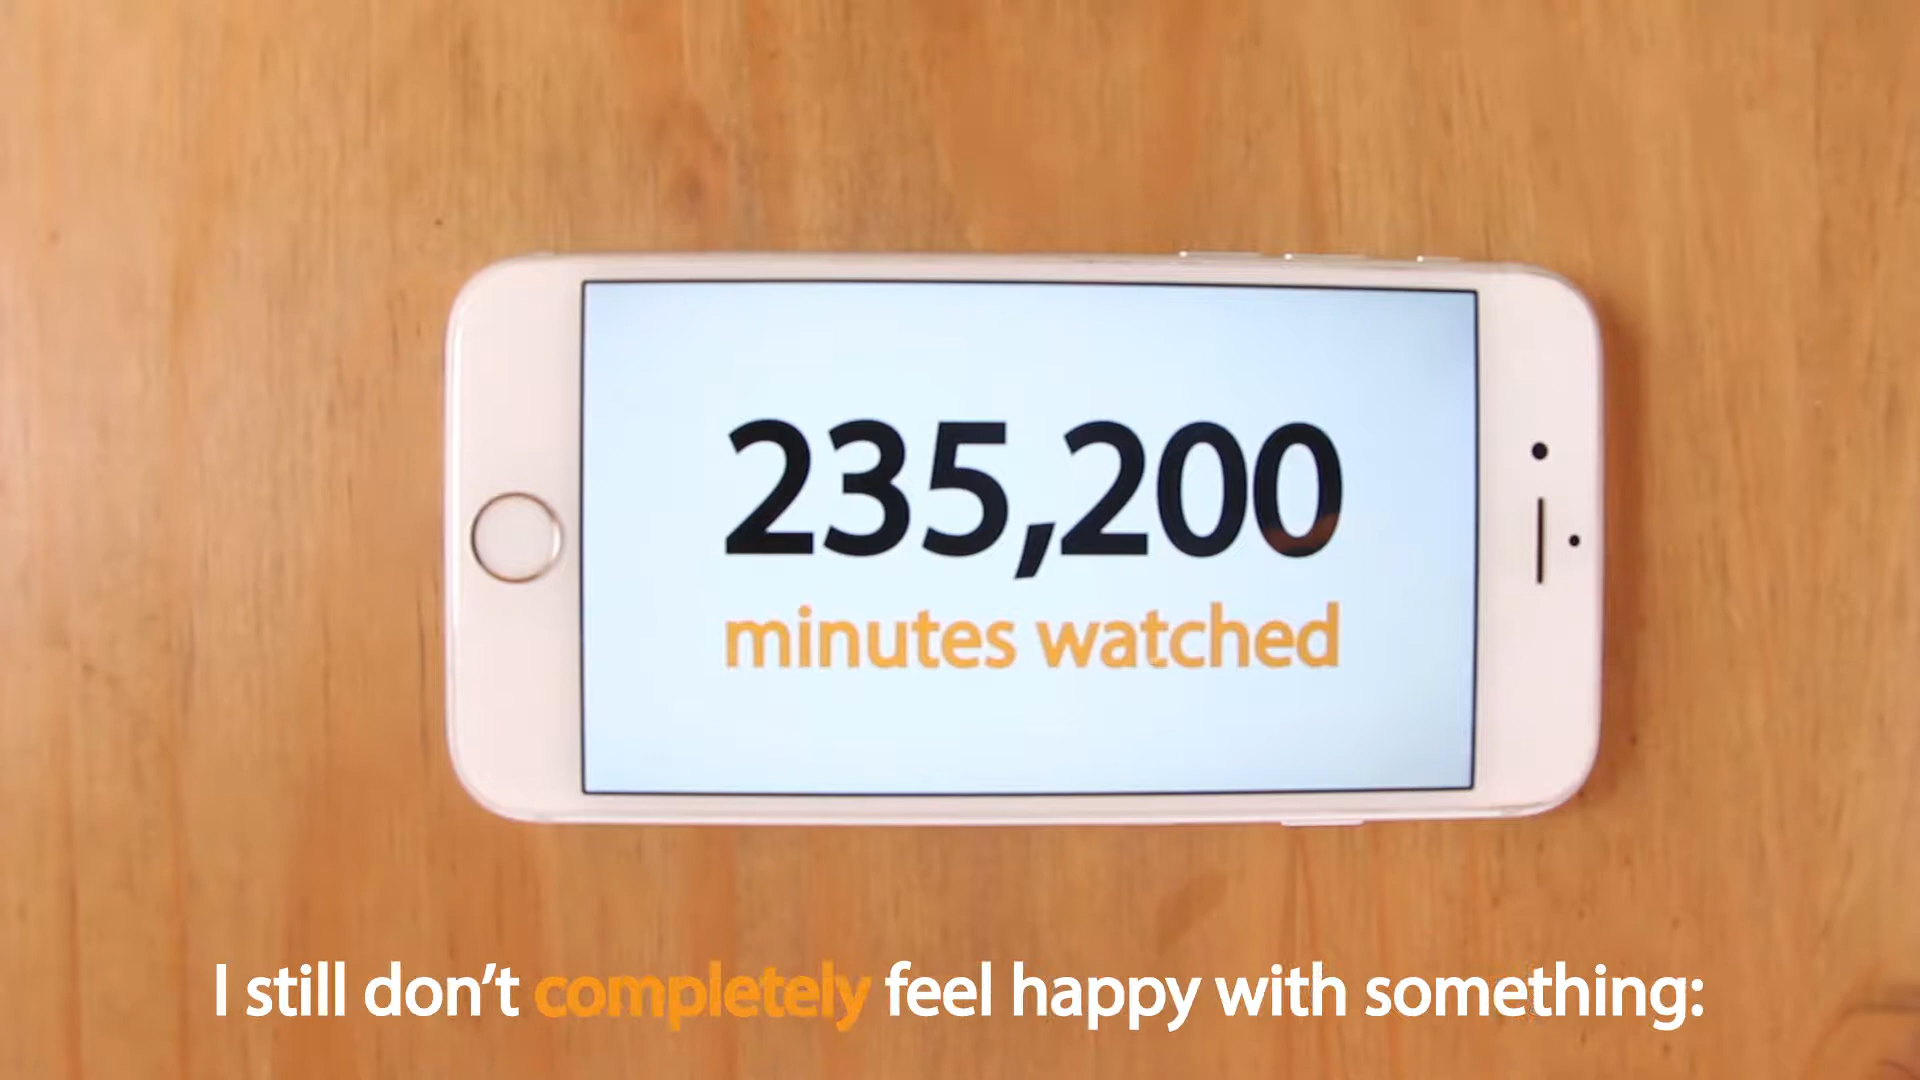 235,200
minutes watched
I still don’t completely feel happy with something: